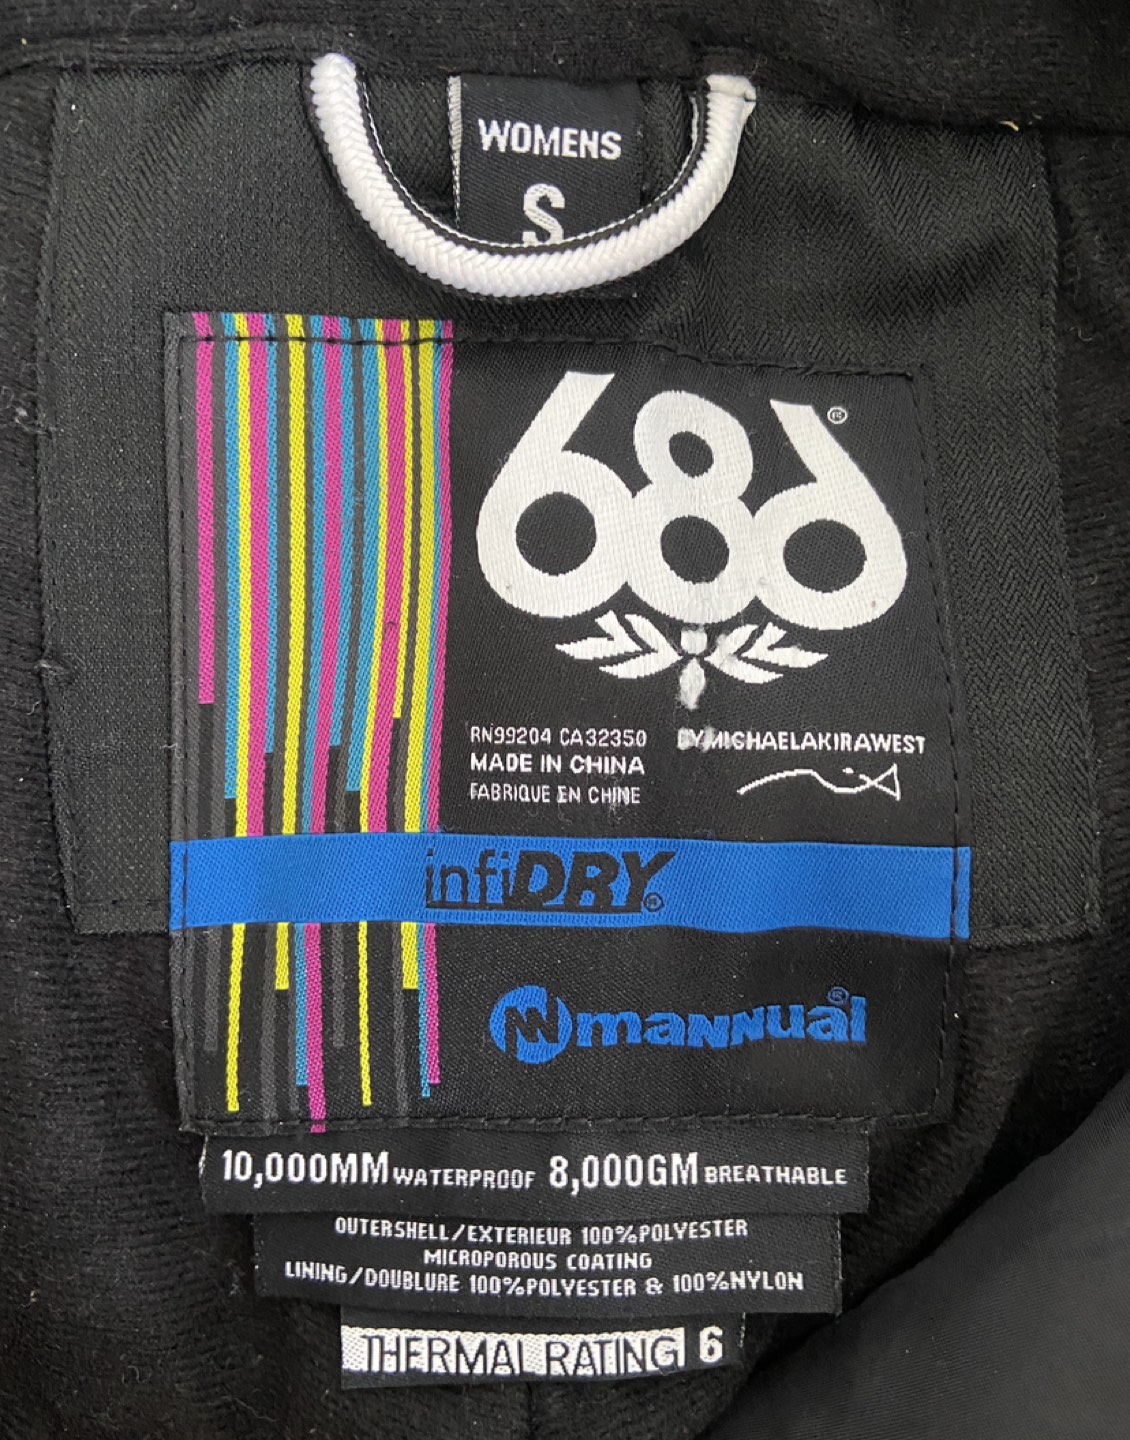 WOMENS
S
686®
RN99204 CA32350
MADE IN CHINA
FABRIQUE EN CHINE
BY MICHAELAKIRAWEST
infiDRY®
mannual®
10,000MM WATERPROOF 8,000GM BREATHABLE
OUTERSHELL/EXTERIEUR 100%POLYESTER
MICROPOROUS COATING
LINING/DOUBLURE 100%POLYESTER & 100%NYLON
THERMAL RATING 6